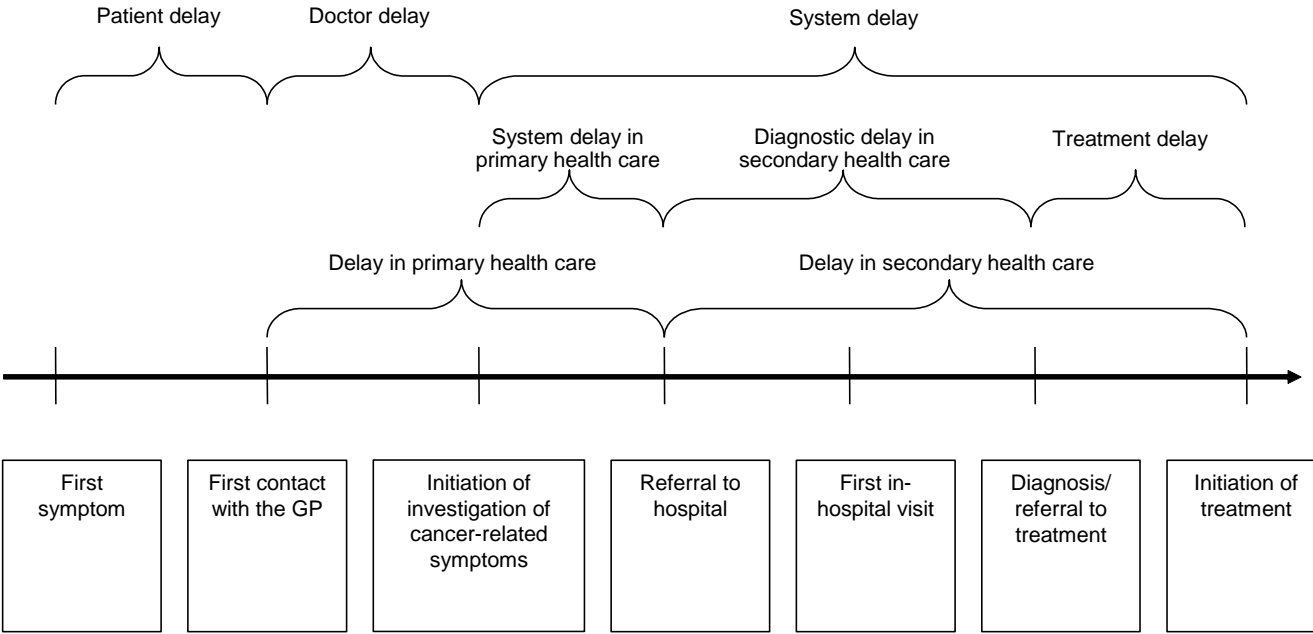 Patient delay
Doctor delay
System delay
System delay in
primary health care
Diagnostic delay in
secondary health care
Treatment delay
Delay in primary health care
Delay in secondary health care
First
symptom
First contact
with the GP
Initiation of
investigation of
cancer-related
symptoms
Referral to
hospital
First in-
hospital visit
Diagnosis/
referral to
treatment
Initiation of
treatment